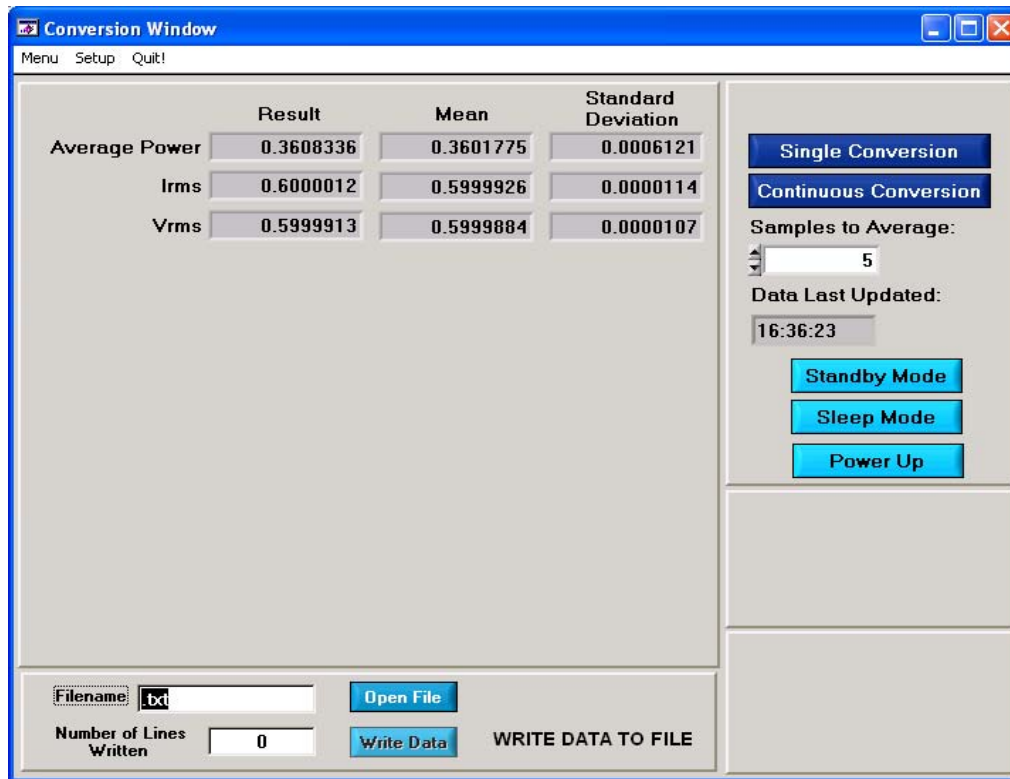 Conversion Window
Menu Setup Quit!
Result Mean Standard Deviation
Average Power 0.3608336 0.3601775 0.0006121
Irms 0.6000012 0.5999926 0.0000114
Vrms 0.5999913 0.5999884 0.0000107
Single Conversion
Continuous Conversion
Samples to Average:
5
Data Last Updated:
16:36:23
Standby Mode
Sleep Mode
Power Up
Filename .txt Open File
Number of Lines Written 0 Write Data WRITE DATA TO FILE